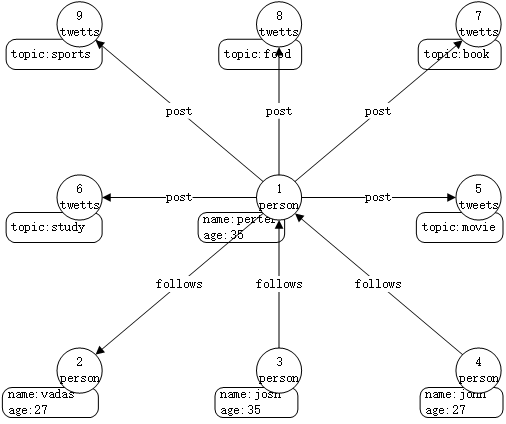 9
twetts
topic:sports
8
twetts
topic:food
7
twetts
topic:book
post
post
post
6
twetts
topic:study
post
1
person
name:perter
age:35
post
5
tweets
topic:movie
follows
follows
follows
2
person
name:vadas
age:27
3
person
name:josh
age:35
4
person
name:john
age:27